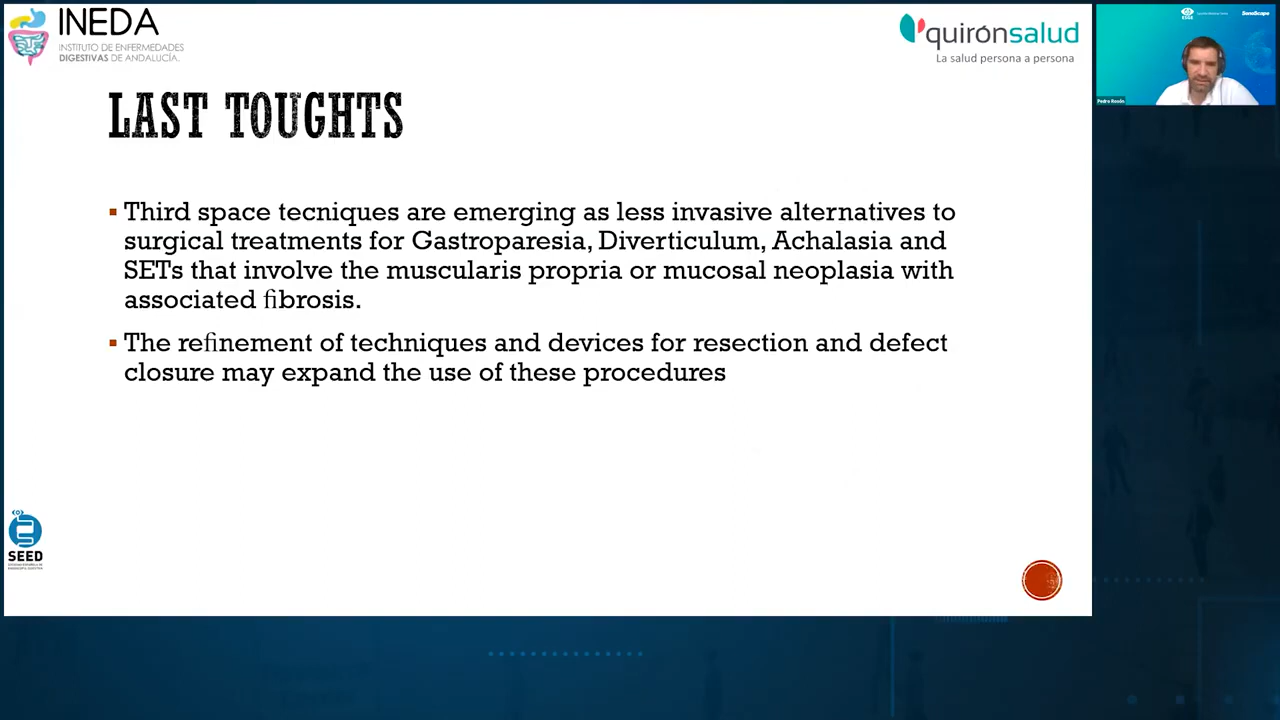 INEDA
INSTITUTO DE ENFERMEDADES
DIGESTIVAS DE ANDALUCÍA.
quirónsalud
La salud persona a persona
LAST TOUGHTS
▪ Third space tecniques are emerging as less invasive alternatives to
surgical treatments for Gastroparesia, Diverticulum, Achalasia and
SETs that involve the muscularis propria or mucosal neoplasia with
associated fibrosis.
▪ The refinement of techniques and devices for resection and defect
closure may expand the use of these procedures
SEED
Pedro Rosón